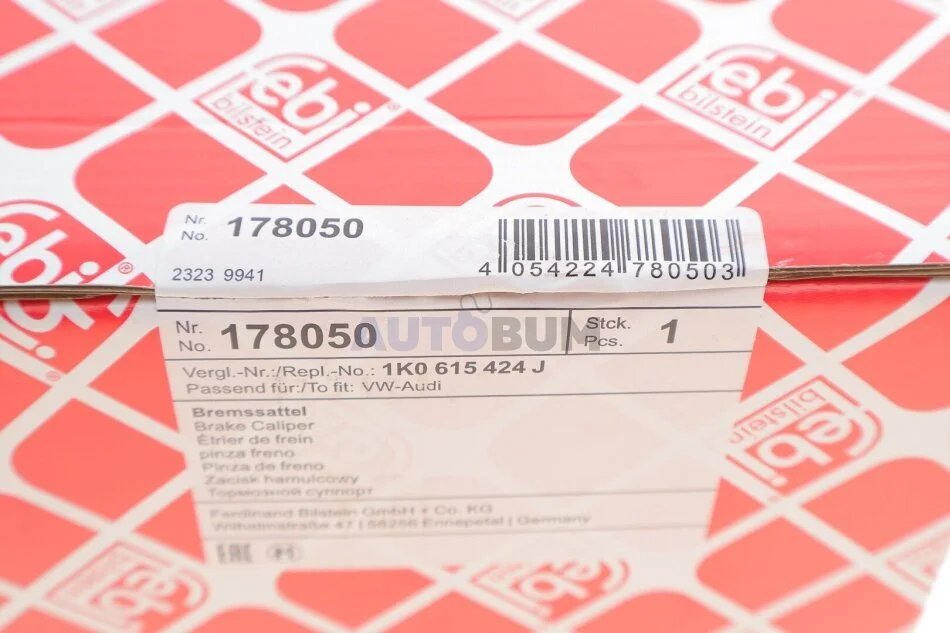 febi
bilstein
febi
bilstein
Nr.
No. 178050
2323 9941
4 054224 780503
AUTOBUM
Nr.
No. 178050
Stck.
Pcs. 1
Vergl.-Nr.:/Repl.-No.: 1K0 615 424 J
Passend für:/To fit: VW-Audi
Bremssattel
Brake Caliper
Étrier de frein
pinza freno
Pinza de freno
Zacisk hamulcowy
Тормозной суппорт
Ferdinand Bilstein GmbH + Co. KG
Wilhelmstraße 47 | 58256 Ennepetal | Germany
EAC
febi
bilstein